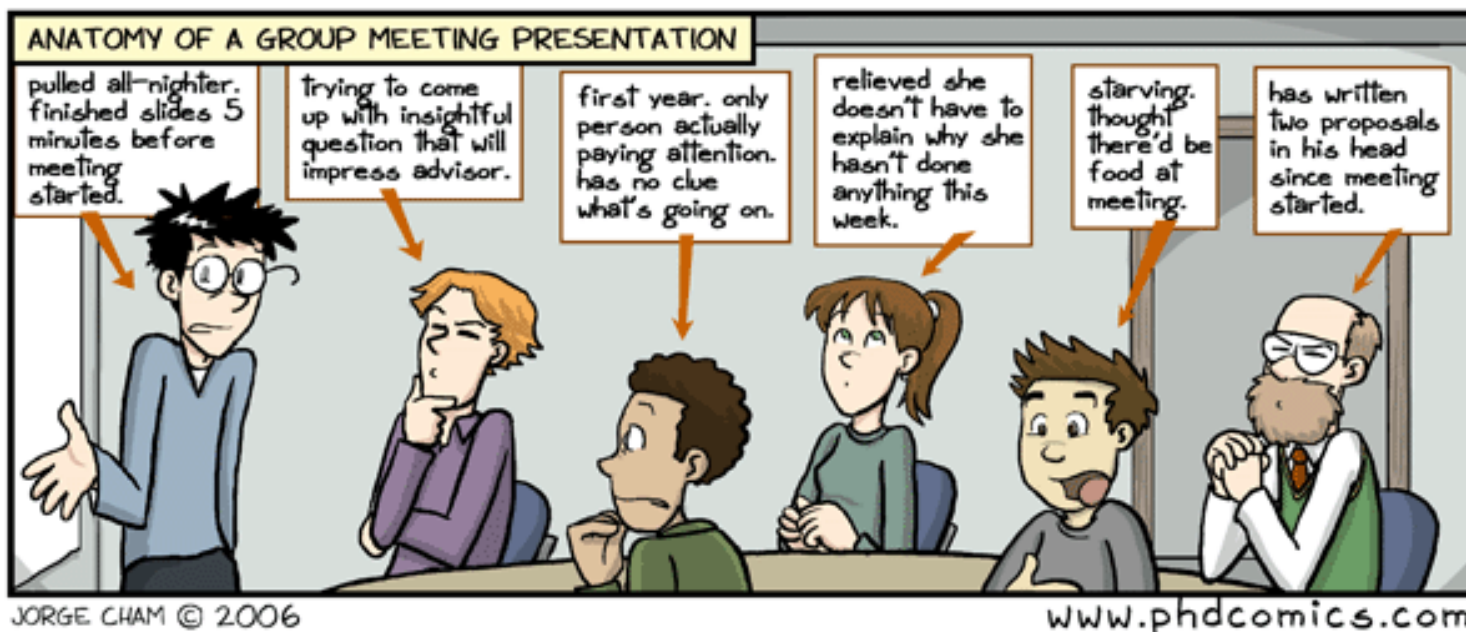 ANATOMY OF A GROUP MEETING PRESENTATION
pulled all-nighter.
finished slides 5
minutes before
meeting
started.
trying to come
up with insightful
question that will
impress advisor.
first year. only
person actually
paying attention.
has no clue
what's going on.
relieved she
doesn't have to
explain why she
hasn't done
anything this
week.
starving.
thought
there'd be
food at
meeting.
has written
two proposals
in his head
since meeting
started.
JORGE CHAM © 2006
www.phdcomics.com